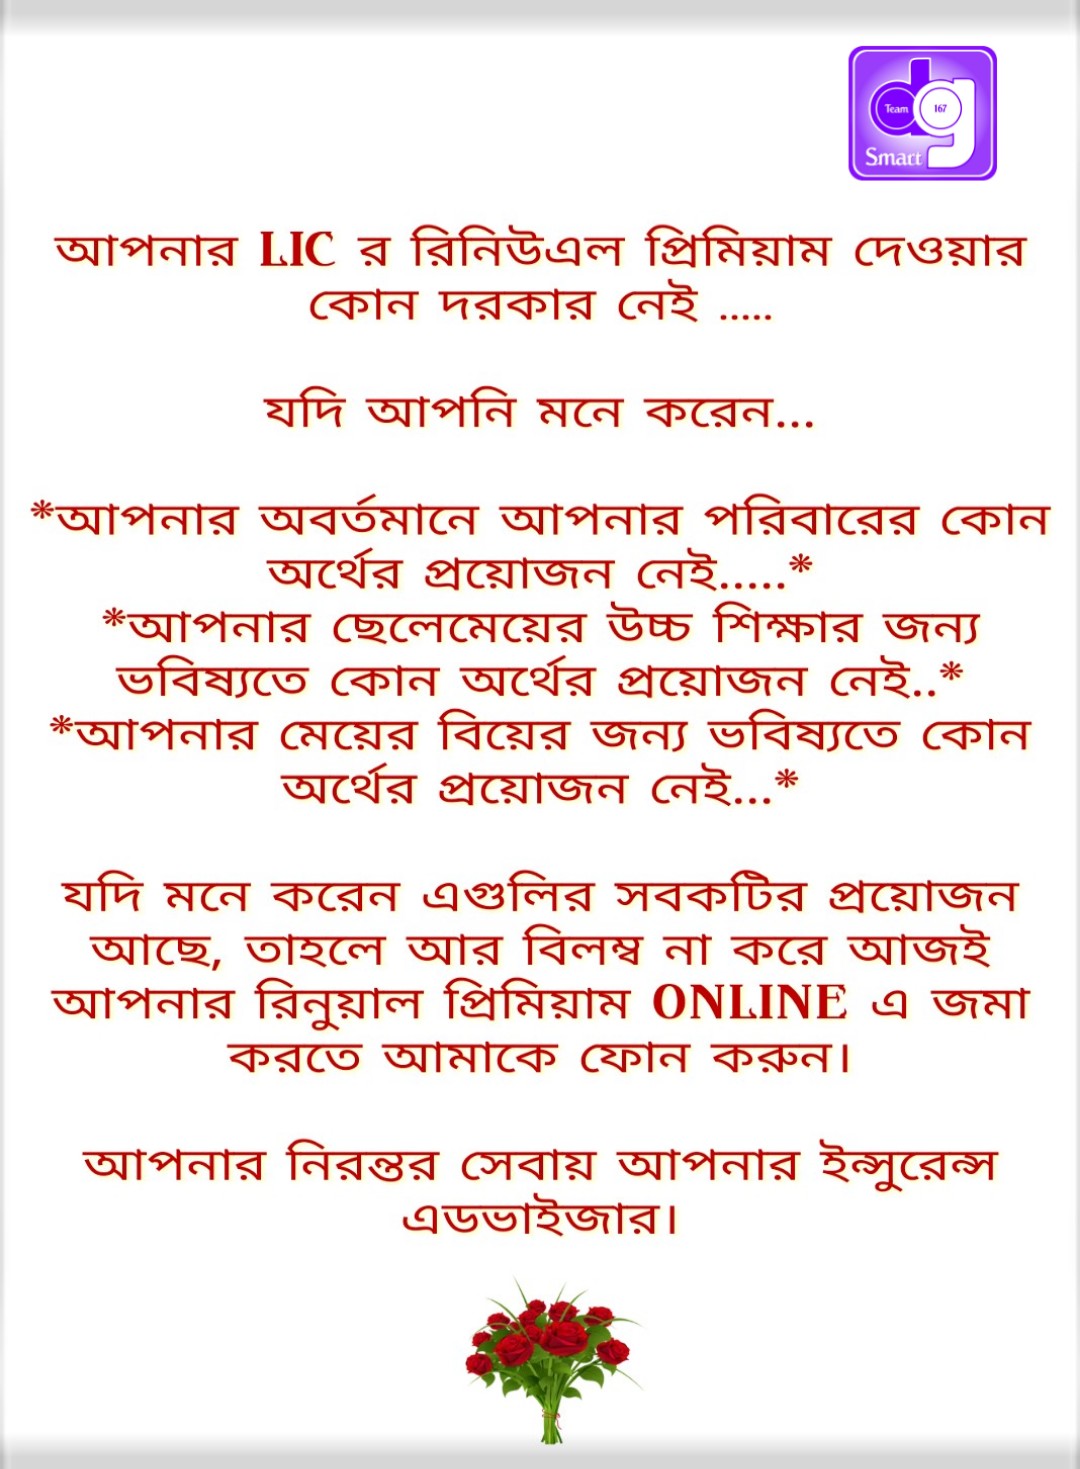 Team
167
dg
Smart
আপনার LIC র রিনিউএল প্রিমিয়াম দেওয়ার
কোন দরকার নেই .....
যদি আপনি মনে করেন...
*আপনার অবর্তমানে আপনার পরিবারের কোন
অর্থের প্রয়োজন নেই.....*
*আপনার ছেলেমেয়ের উচ্চ শিক্ষার জন্য
ভবিষ্যতে কোন অর্থের প্রয়োজন নেই..*
*আপনার মেয়ের বিয়ের জন্য ভবিষ্যতে কোন
অর্থের প্রয়োজন নেই...*
যদি মনে করেন এগুলির সবকটির প্রয়োজন
আছে, তাহলে আর বিলম্ব না করে আজই
আপনার রিনুয়াল প্রিমিয়াম ONLINE এ জমা
করতে আমাকে ফোন করুন।
আপনার নিরন্তর সেবায় আপনার ইন্সুরেন্স
এডভাইজার।